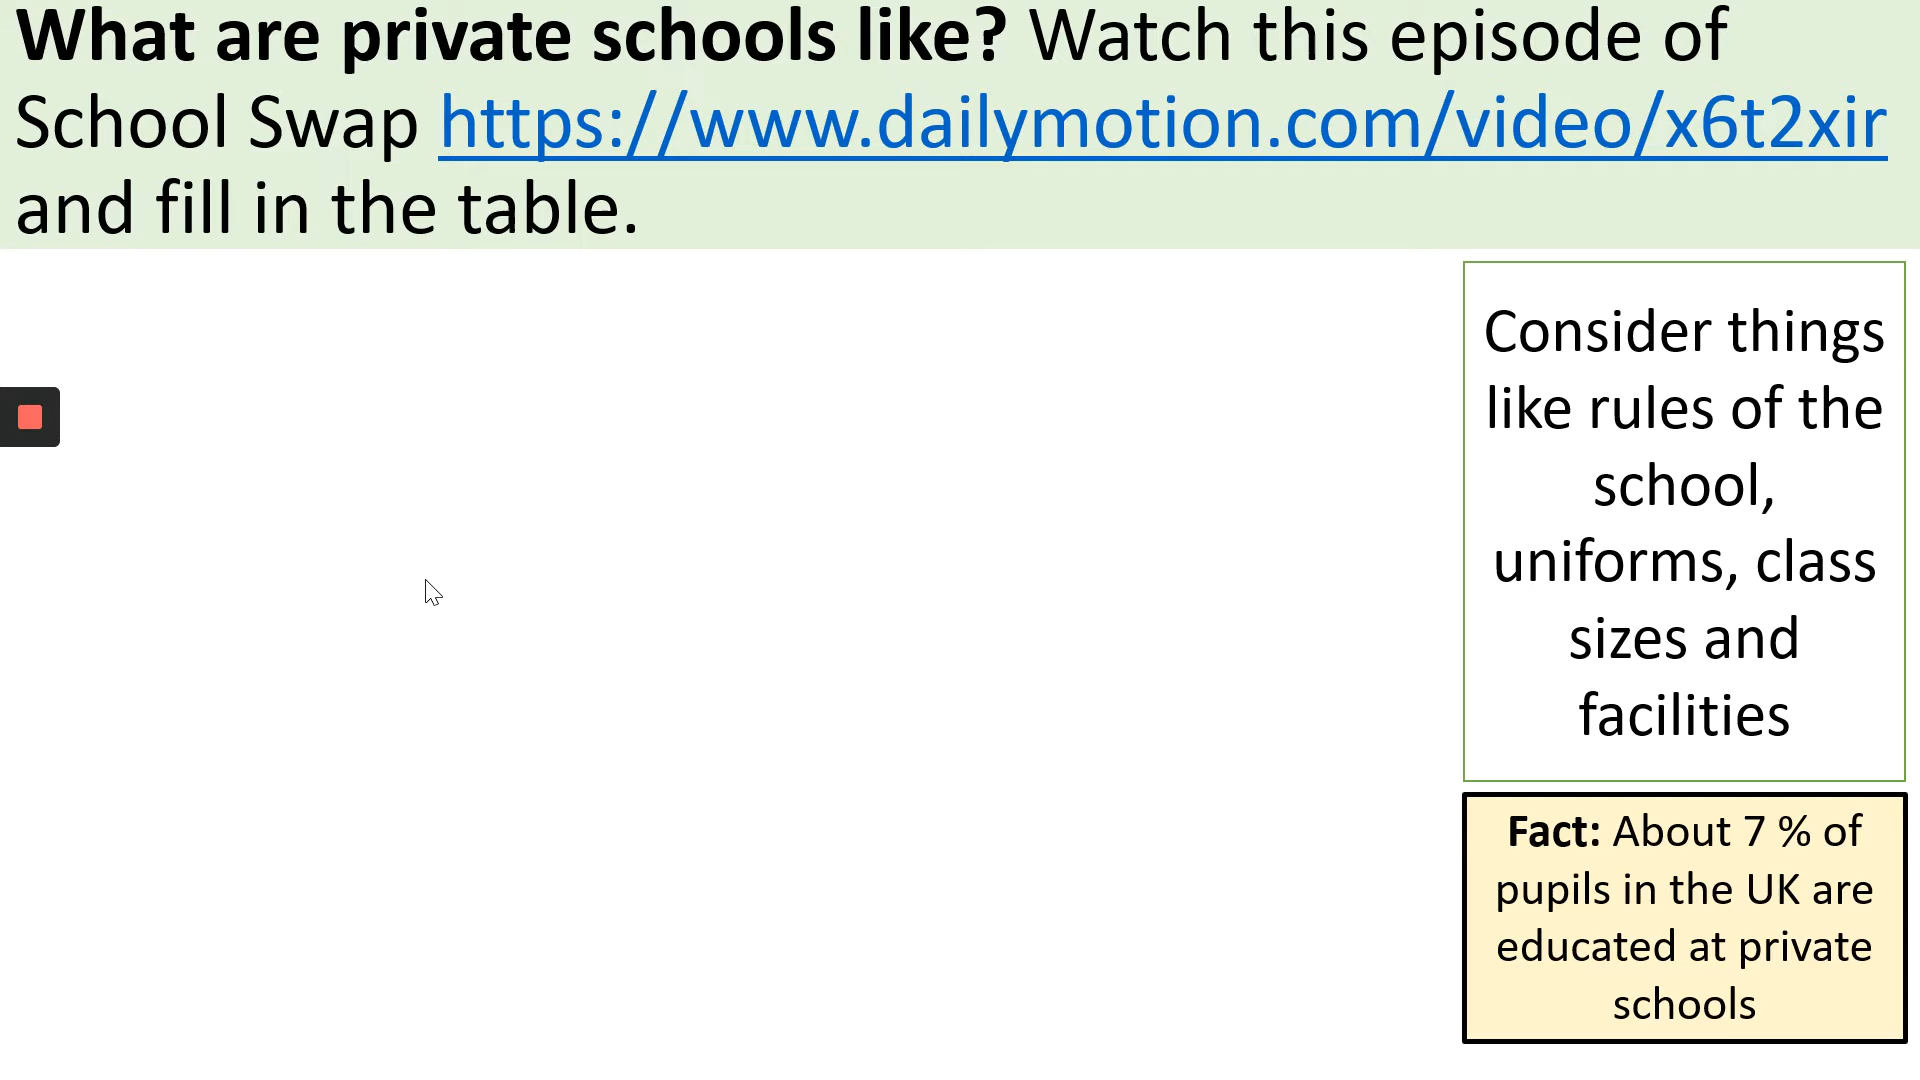 What are private schools like? Watch this episode of
School Swap https://www.dailymotion.com/video/x6t2xir
and fill in the table.
Consider things
like rules of the
school,
uniforms, class
sizes and
facilities
Fact: About 7 % of
pupils in the UK are
educated at private
schools